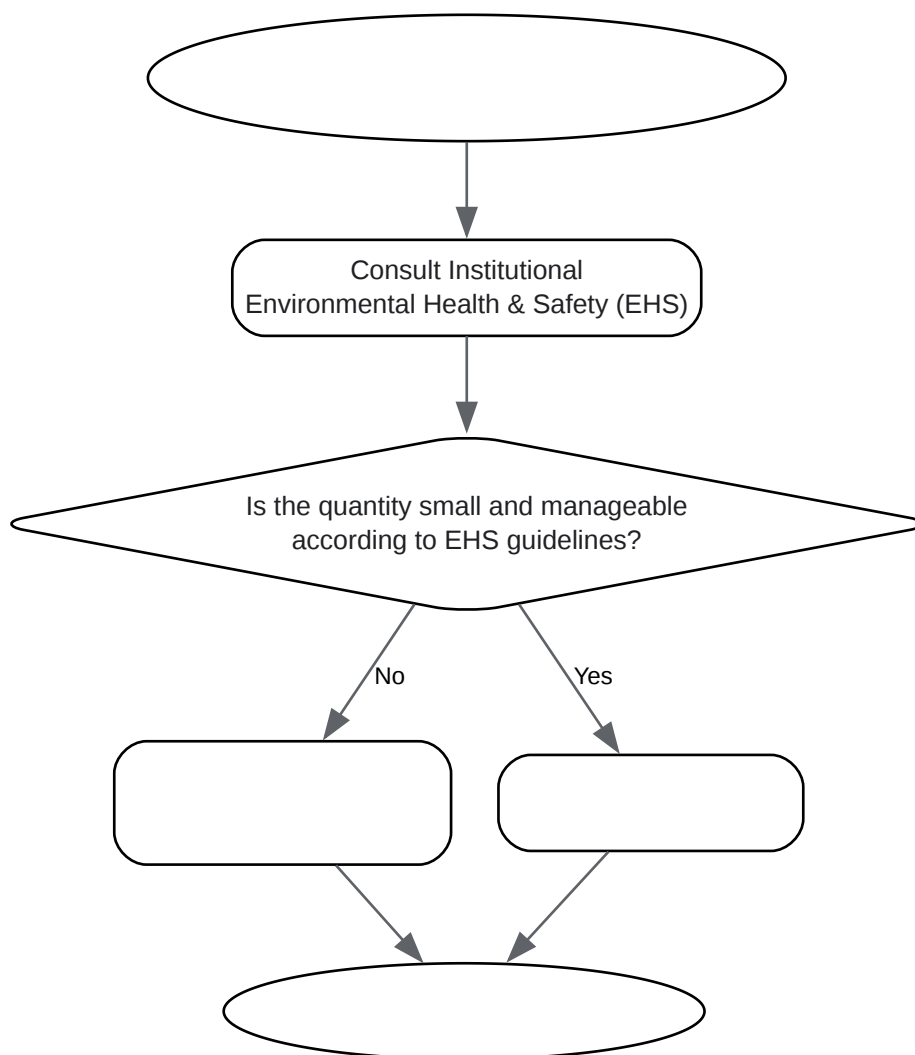 Consult Institutional
Environmental Health & Safety (EHS)
Is the quantity small and manageable
according to EHS guidelines?
No
Yes